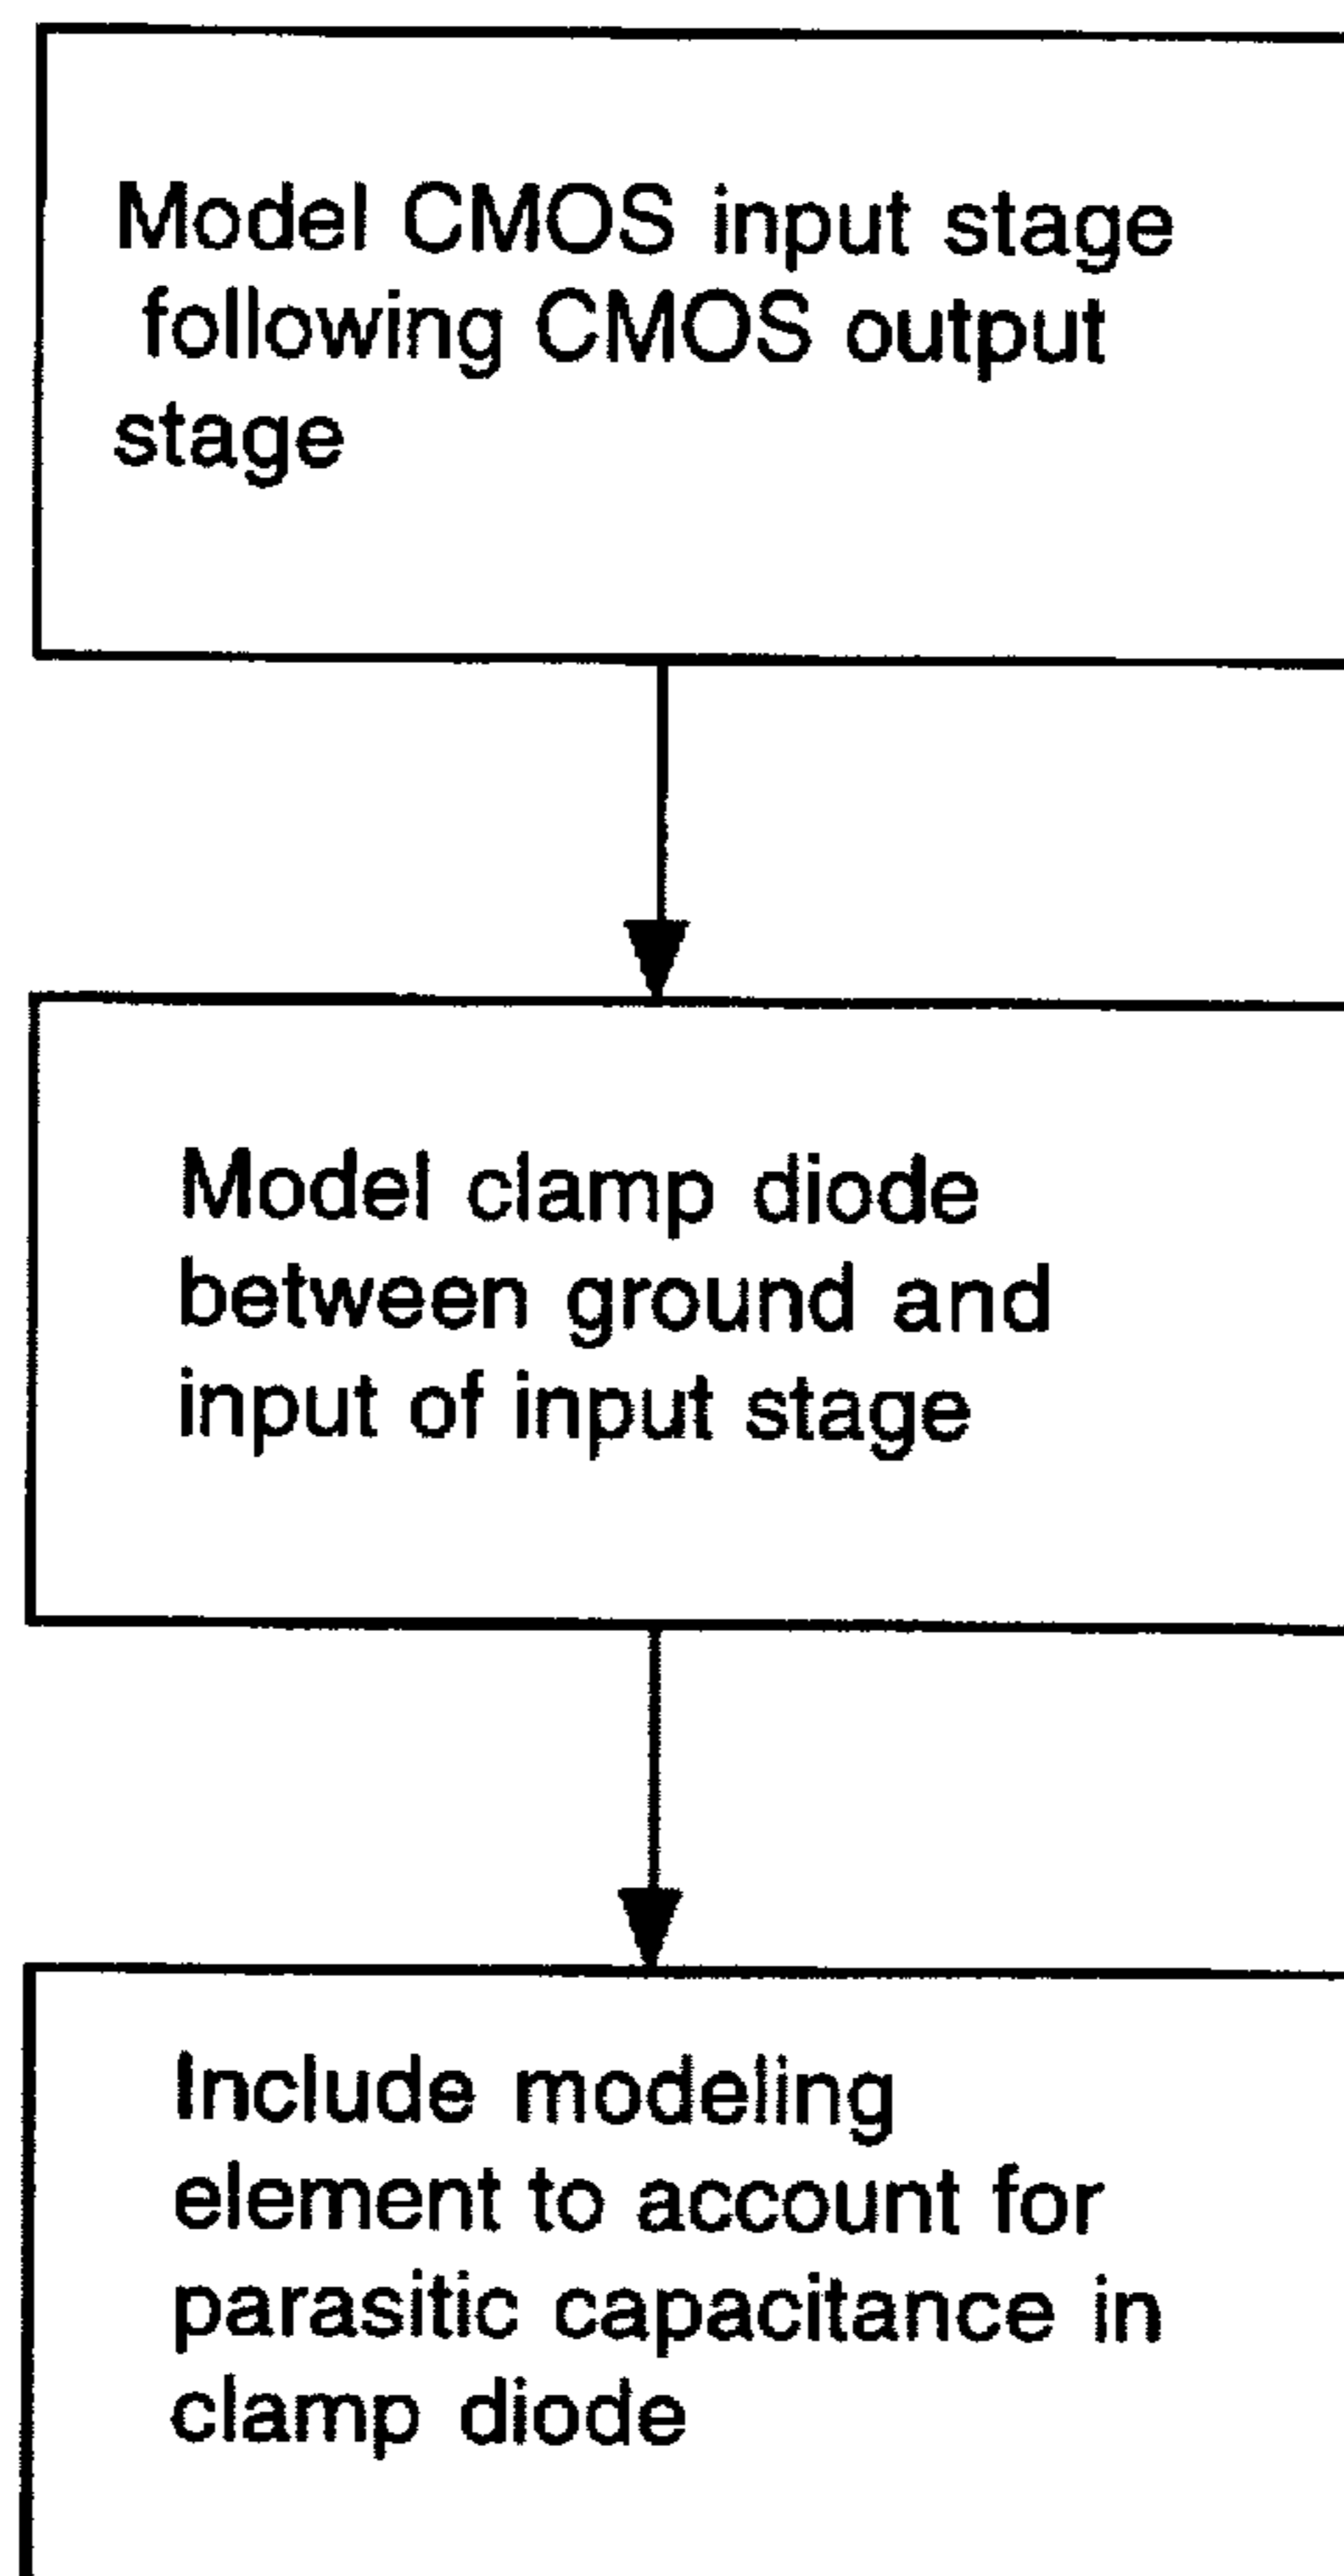 Model CMOS input stage
following CMOS output
stage
Model clamp diode
between ground and
input of input stage
Include modeling
element to account for
parasitic capacitance in
clamp diode